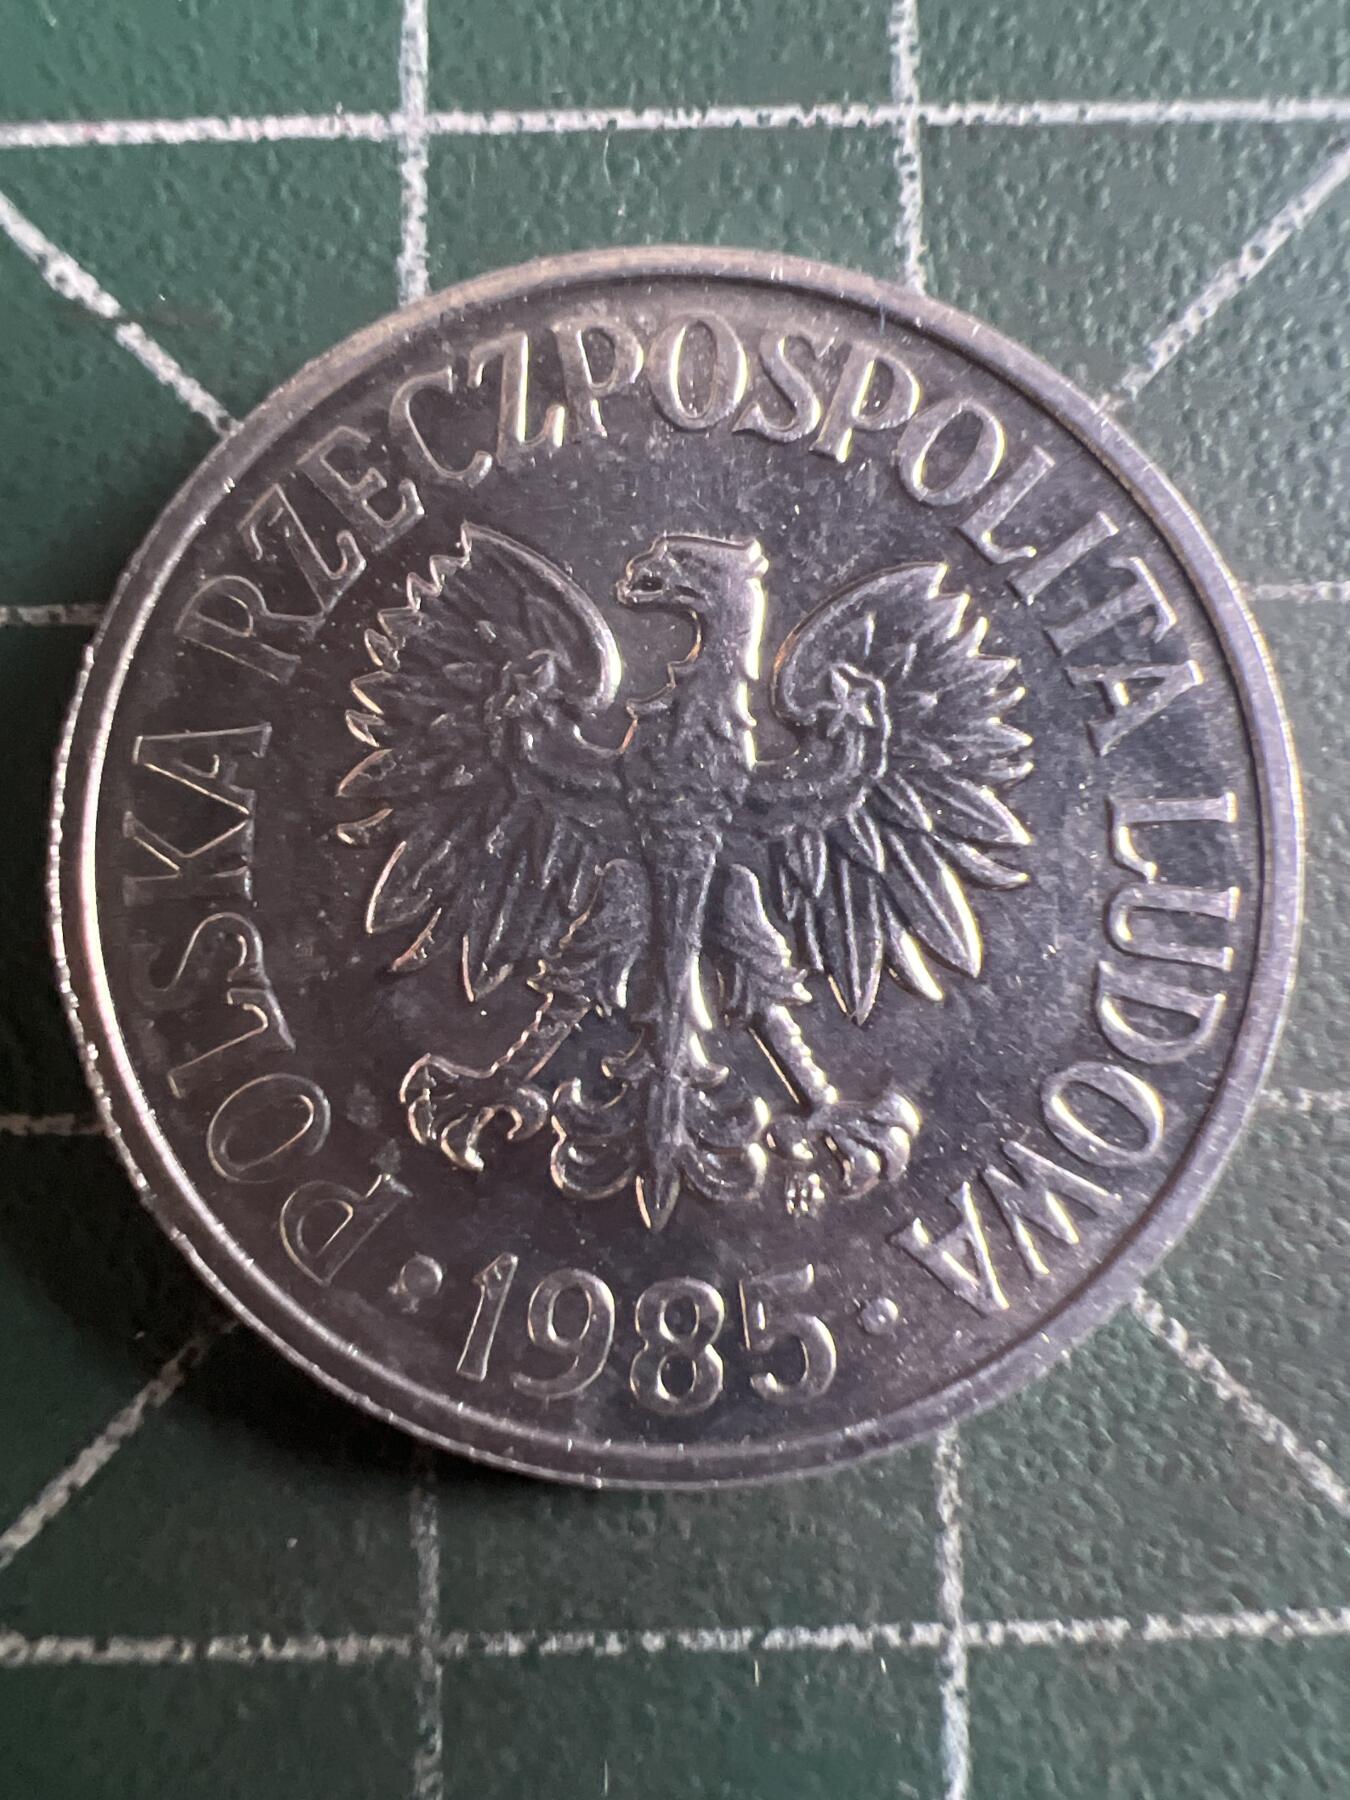 POLSKA RZECZPOSPOLITA LUDOWA
• 1985 •